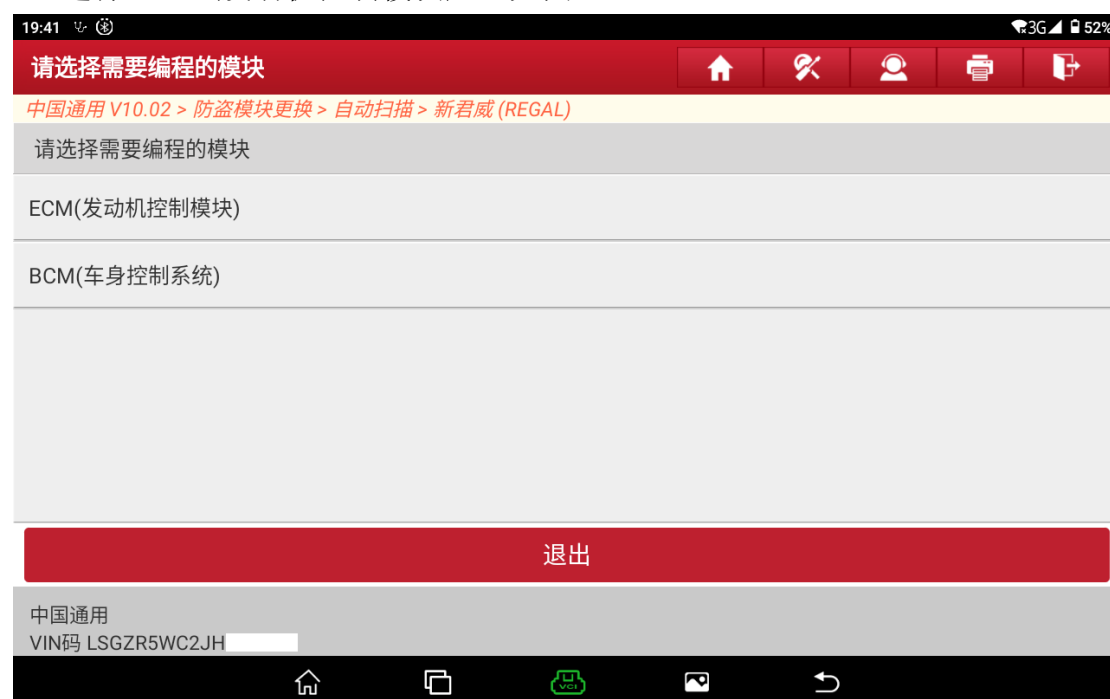 19:41 3G 52%
请选择需要编程的模块
中国通用 V10.02 > 防盗模块更换 > 自动扫描 > 新君威 (REGAL)
请选择需要编程的模块
ECM(发动机控制模块)
BCM(车身控制系统)
退出
中国通用
VIN码 LSGZR5WC2JH
VCI